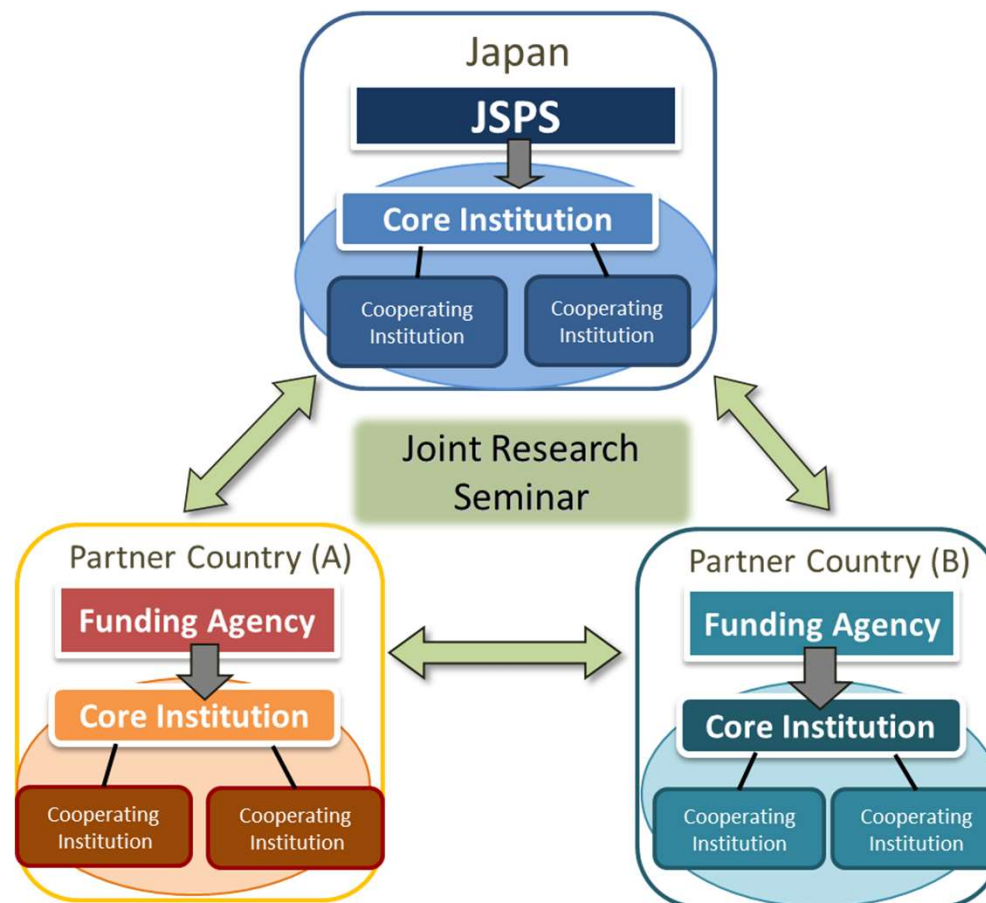 Japan
JSPS
Core Institution
Cooperating
Institution
Cooperating
Institution
Joint Research
Seminar
Partner Country (A)
Funding Agency
Core Institution
Cooperating
Institution
Cooperating
Institution
Partner Country (B)
Funding Agency
Core Institution
Cooperating
Institution
Cooperating
Institution